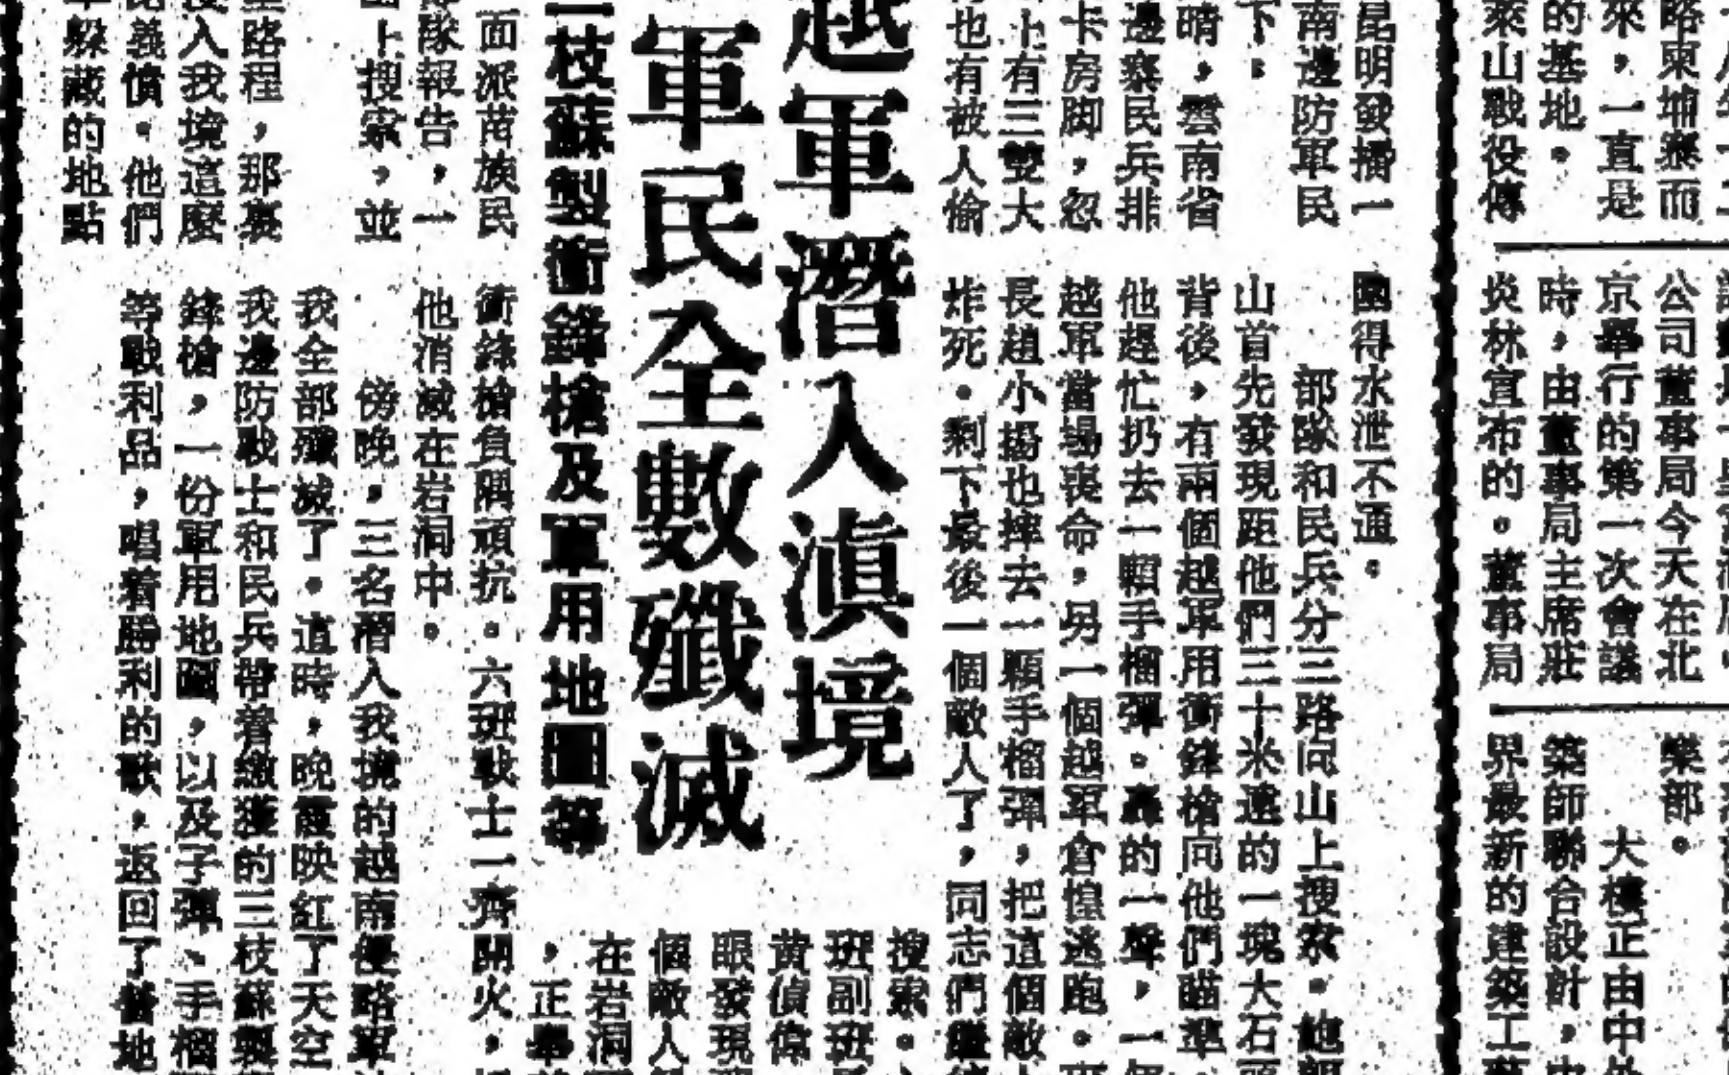 越軍潛入滇境
軍民全數殲滅
枝蘇製衝鋒槍及軍用地圖等
略東埔寨而
來，一直是
的基地。
萊山戰役傳
公司董事局今天在北
京舉行的第一次會議
時，由董事局主席莊
炎林宣布的。董事局
樂部。
大樓正由中
築師聯合設計，
界最新的建築工
昆明發播一
南邊防軍民
下：
晴，雲南省
邊寨民兵排
卡房脚，忽
上有三雙大
也有被人偷
圍得水泄不通。
部隊和民兵分三路向山上搜索。
山首先發現距他們三十米遠的一塊大石
背後，有兩個越軍用衝鋒槍向他們瞄準
他趕忙扔去一顆手榴彈。轟的一聲，一
越軍當場喪命，另一個越軍倉惶逃跑。
長趙小楊也摔去一顆手榴彈，把這個敵
炸死。剩下最後一個敵人了，同志們繼
搜索。
班副班
黃偵偉
眼發現
個敵人
在岩洞
，正
面派苗族民
隊報告，一
上搜索，並
衝鋒槍負隅頑抗。六班戰士一齊開火，
他消滅在岩洞中。
傍晚，三名潛入我境的越南侵略軍
我全部殲滅了。這時，晚霞映紅了天空
我邊防戰士和民兵帶着繳獲的三枝蘇製
鋒槍，一份軍用地圖，以及子彈、手榴
等戰利品，唱着勝利的歌，返回了營地
路程，那裏
入我境這麼
義憤。他們
躲藏的地點